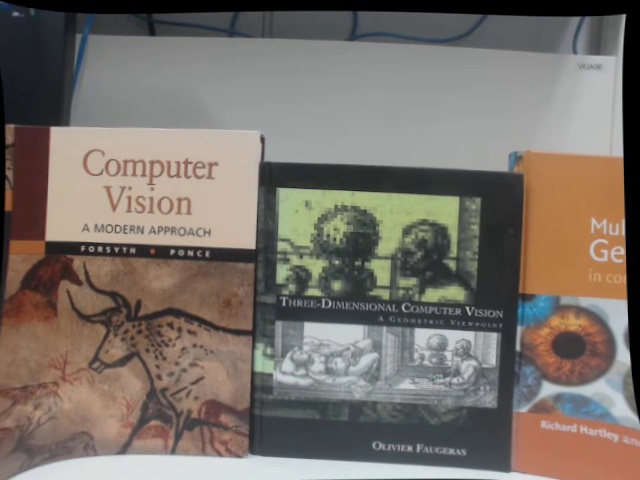 Computer
Vision
A MODERN APPROACH
FORSYTH PONCE
THREE-DIMENSIONAL COMPUTER VISION
A GEOMETRIC VIEWPOINT
OLIVIER FAUGERAS
Mul
Ge
in co
Richard Hartley an